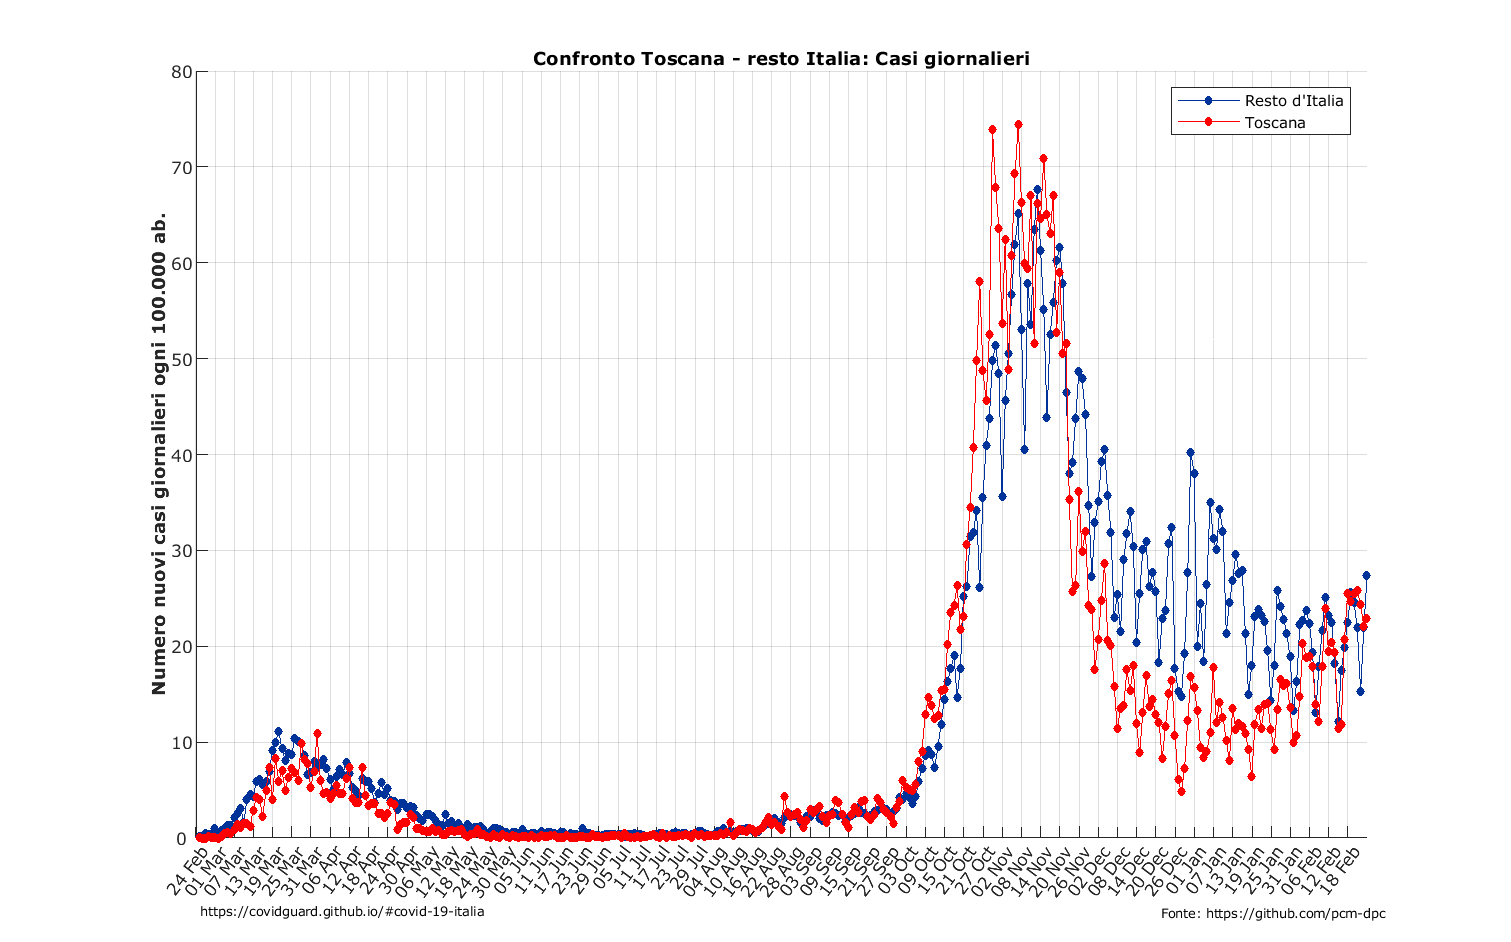 Confronto Toscana - resto Italia: Casi giornalieri
Resto d'Italia
Toscana
Numero nuovi casi giornalieri ogni 100.000 ab.
80
70
60
50
40
30
20
10
0
24 Feb
01 Mar
07 Mar
13 Mar
19 Mar
25 Mar
31 Mar
06 Apr
12 Apr
18 Apr
24 Apr
30 Apr
06 May
12 May
18 May
24 May
30 May
05 Jun
11 Jun
17 Jun
23 Jun
29 Jun
05 Jul
11 Jul
17 Jul
23 Jul
29 Jul
04 Aug
10 Aug
16 Aug
22 Aug
28 Aug
03 Sep
09 Sep
15 Sep
21 Sep
27 Sep
03 Oct
09 Oct
15 Oct
21 Oct
27 Oct
02 Nov
08 Nov
14 Nov
20 Nov
26 Nov
02 Dec
08 Dec
14 Dec
20 Dec
26 Dec
01 Jan
07 Jan
13 Jan
19 Jan
25 Jan
31 Jan
06 Feb
12 Feb
18 Feb
https://covidguard.github.io/#covid-19-italia
Fonte: https://github.com/pcm-dpc